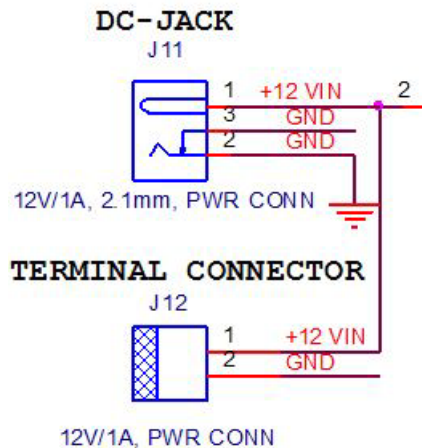 DC-JACK
J11
1 +12 VIN 2
3 GND
2 GND
12V/1A, 2.1mm, PWR CONN
TERMINAL CONNECTOR
J12
1 +12 VIN
2 GND
12V/1A, PWR CONN